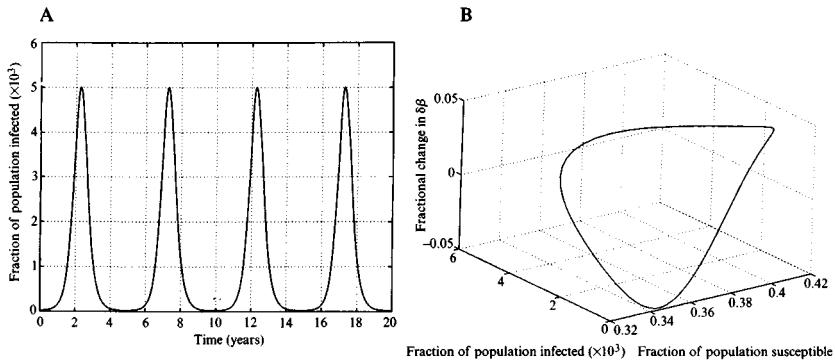 A
Fraction of population infected (×10³)
6
5
4
3
2
1
0
0 2 4 6 8 10 12 14 16 18 20
Time (years)
B
Fractional change in δβ
0.05
0
−0.05
6
4
2
0
0.32
0.34
0.36
0.38
0.4
0.42
Fraction of population infected (×10³) Fraction of population susceptible